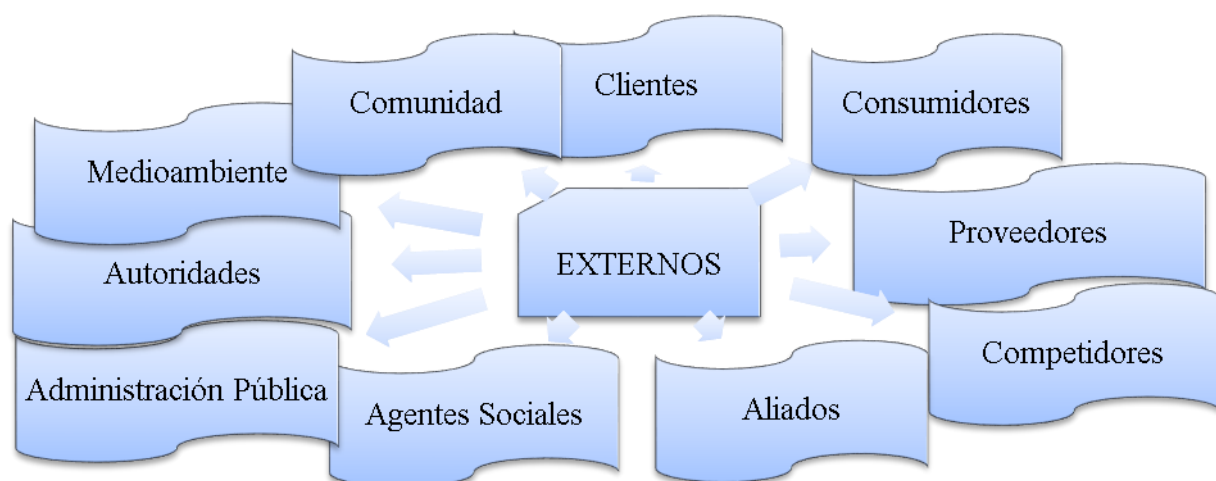 Clientes
Consumidores
Comunidad
Medioambiente
Proveedores
EXTERNOS
Autoridades
Competidores
Administración Pública
Agentes Sociales
Aliados